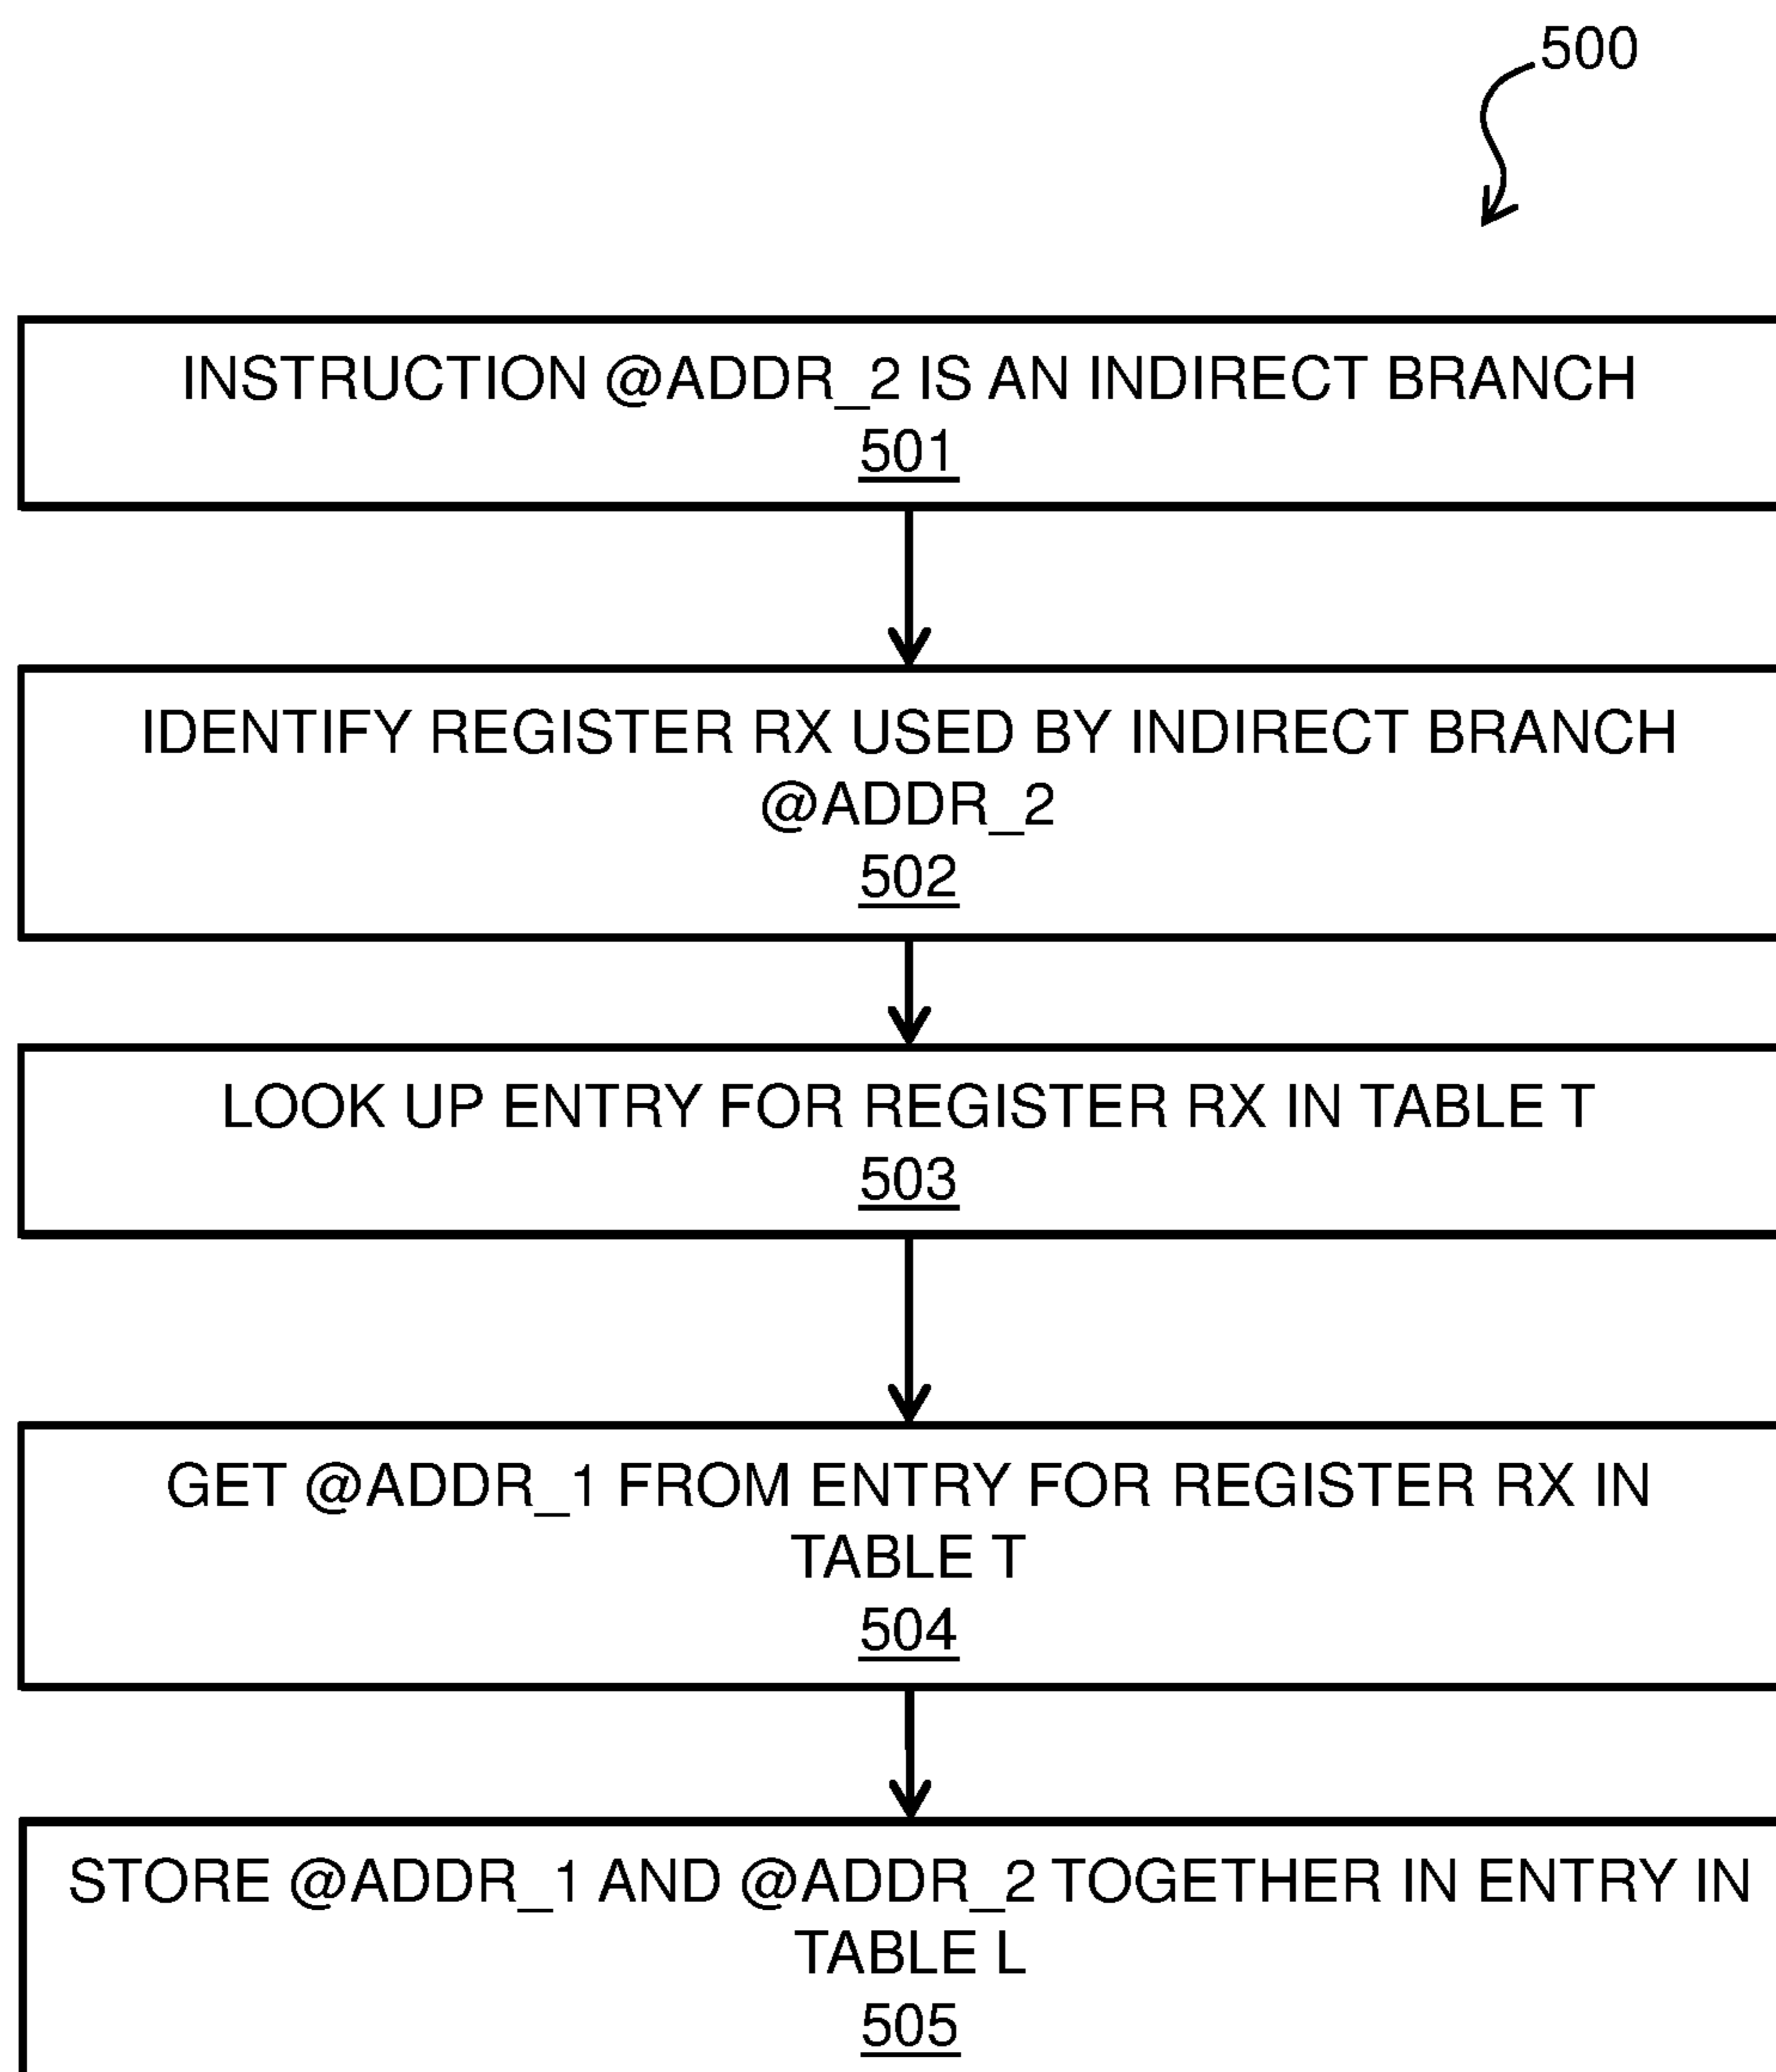 500
INSTRUCTION @ADDR_2 IS AN INDIRECT BRANCH
501
IDENTIFY REGISTER RX USED BY INDIRECT BRANCH
@ADDR_2
502
LOOK UP ENTRY FOR REGISTER RX IN TABLE T
503
GET @ADDR_1 FROM ENTRY FOR REGISTER RX IN
TABLE T
504
STORE @ADDR_1 AND @ADDR_2 TOGETHER IN ENTRY IN
TABLE L
505